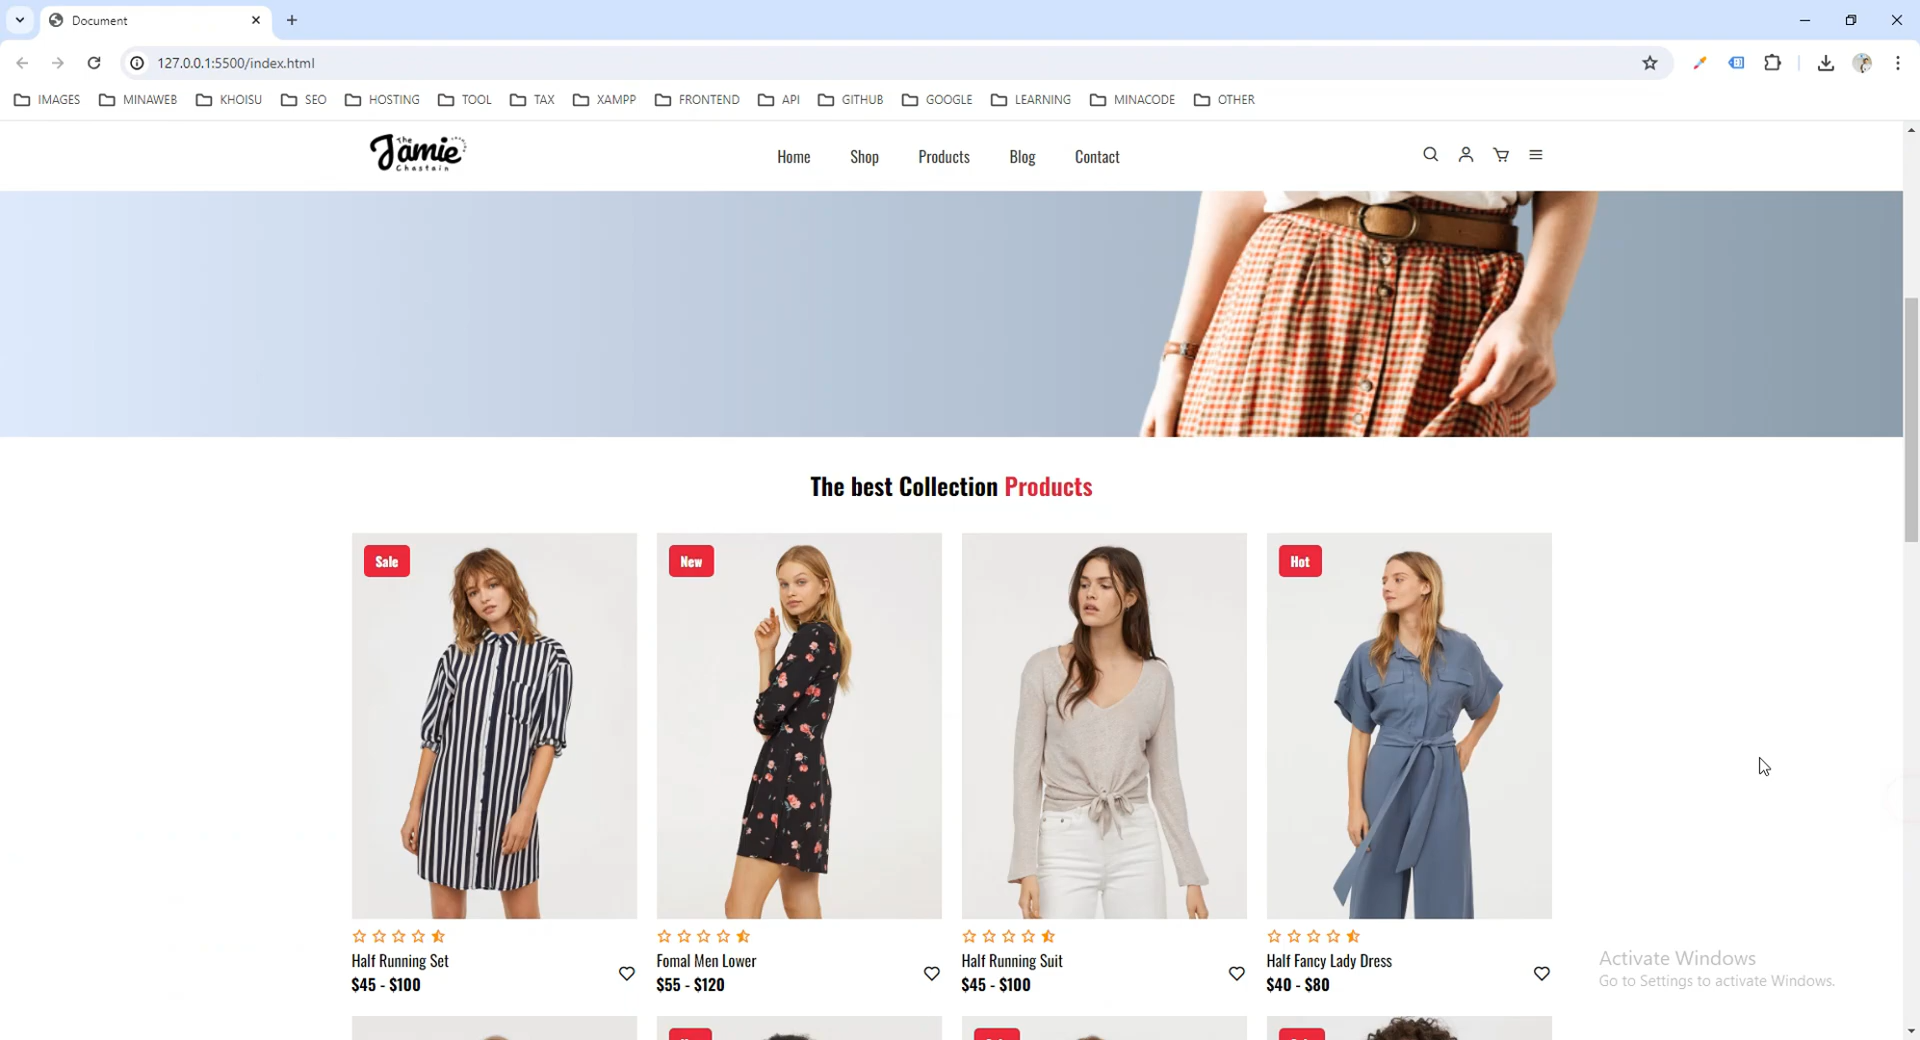 Document
127.0.0.1:5500/index.html
IMAGES MINAWEB KHOISU SEO HOSTING TOOL TAX XAMPP FRONTEND API GITHUB GOOGLE LEARNING MINACODE OTHER
The
Jamie
Chastain
Home Shop Products Blog Contact
The best Collection Products
Sale New Hot
Half Running Set Fomal Men Lower Half Running Suit Half Fancy Lady Dress
$45 - $100 $55 - $120 $45 - $100 $40 - $80
Activate Windows
Go to Settings to activate Windows.